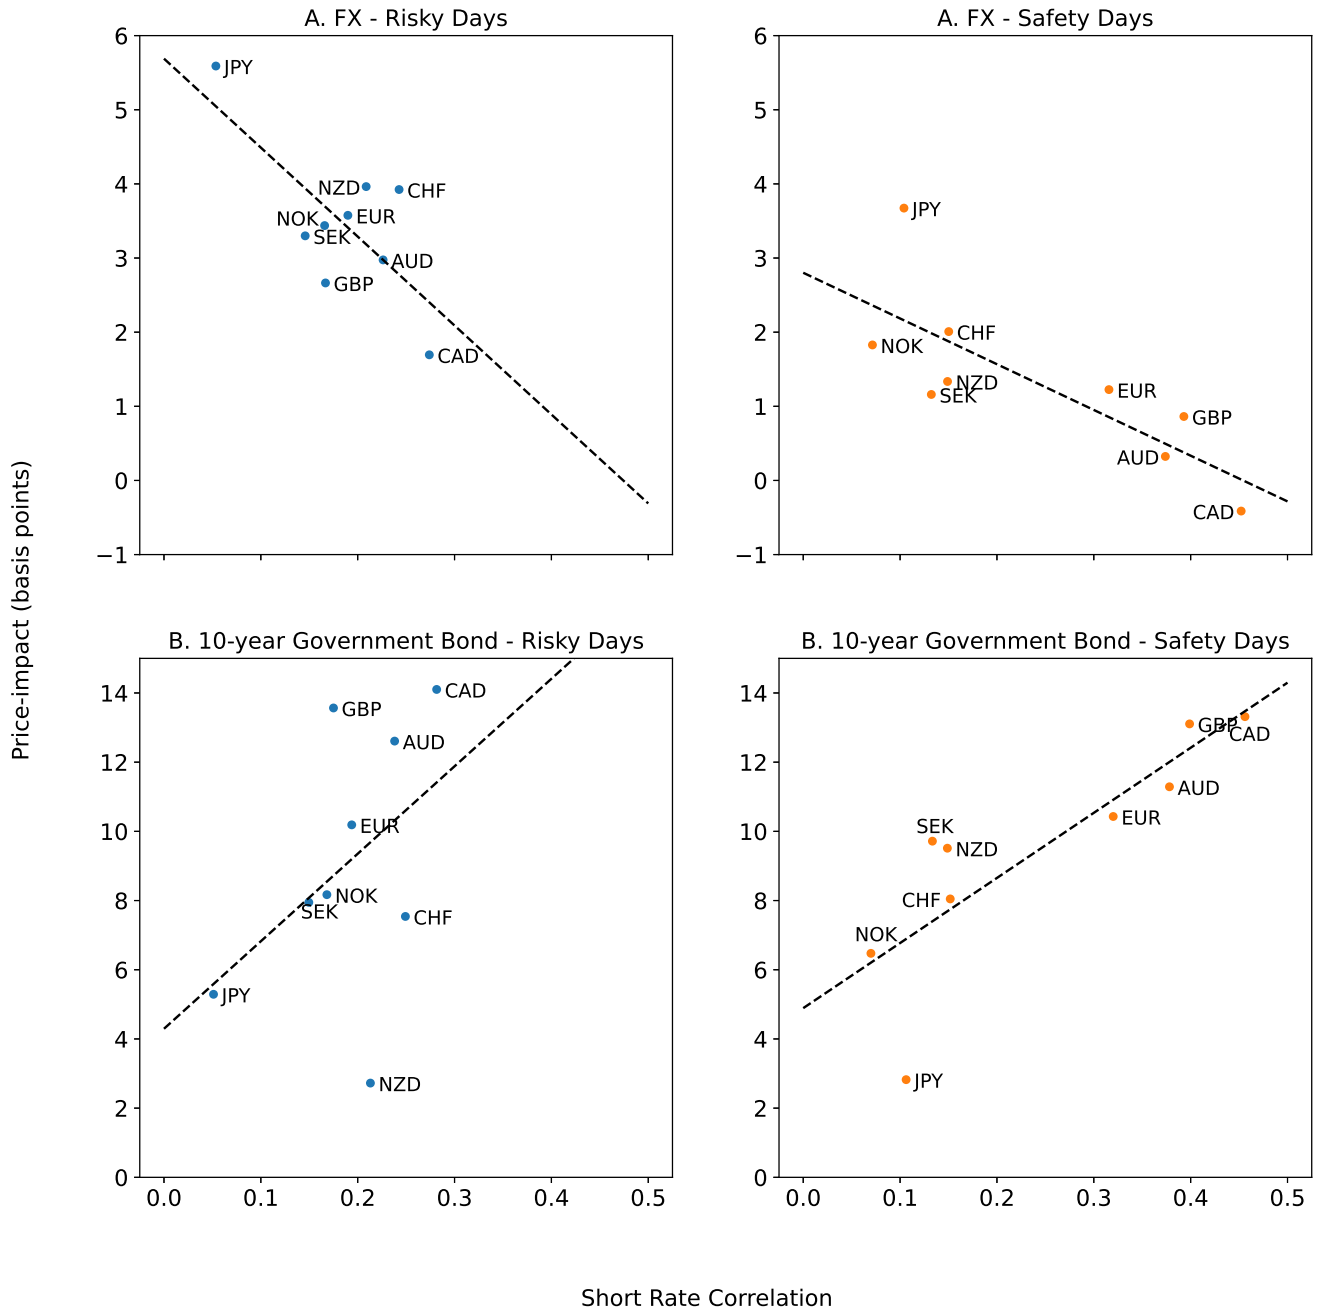 A. FX - Risky Days
6
5
4
3
2
1
0
−1
JPY
NZD
CHF
NOK
EUR
SEK
AUD
GBP
CAD
A. FX - Safety Days
6
5
4
3
2
1
0
−1
JPY
CHF
NOK
NZD
SEK
EUR
GBP
AUD
CAD
Price-impact (basis points)
B. 10-year Government Bond - Risky Days
14
12
10
8
6
4
2
0
CAD
GBP
AUD
EUR
NOK
SEK
CHF
JPY
NZD
0.0 0.1 0.2 0.3 0.4 0.5
B. 10-year Government Bond - Safety Days
14
12
10
8
6
4
2
0
GBP
CAD
AUD
EUR
SEK
NZD
CHF
NOK
JPY
0.0 0.1 0.2 0.3 0.4 0.5
Short Rate Correlation